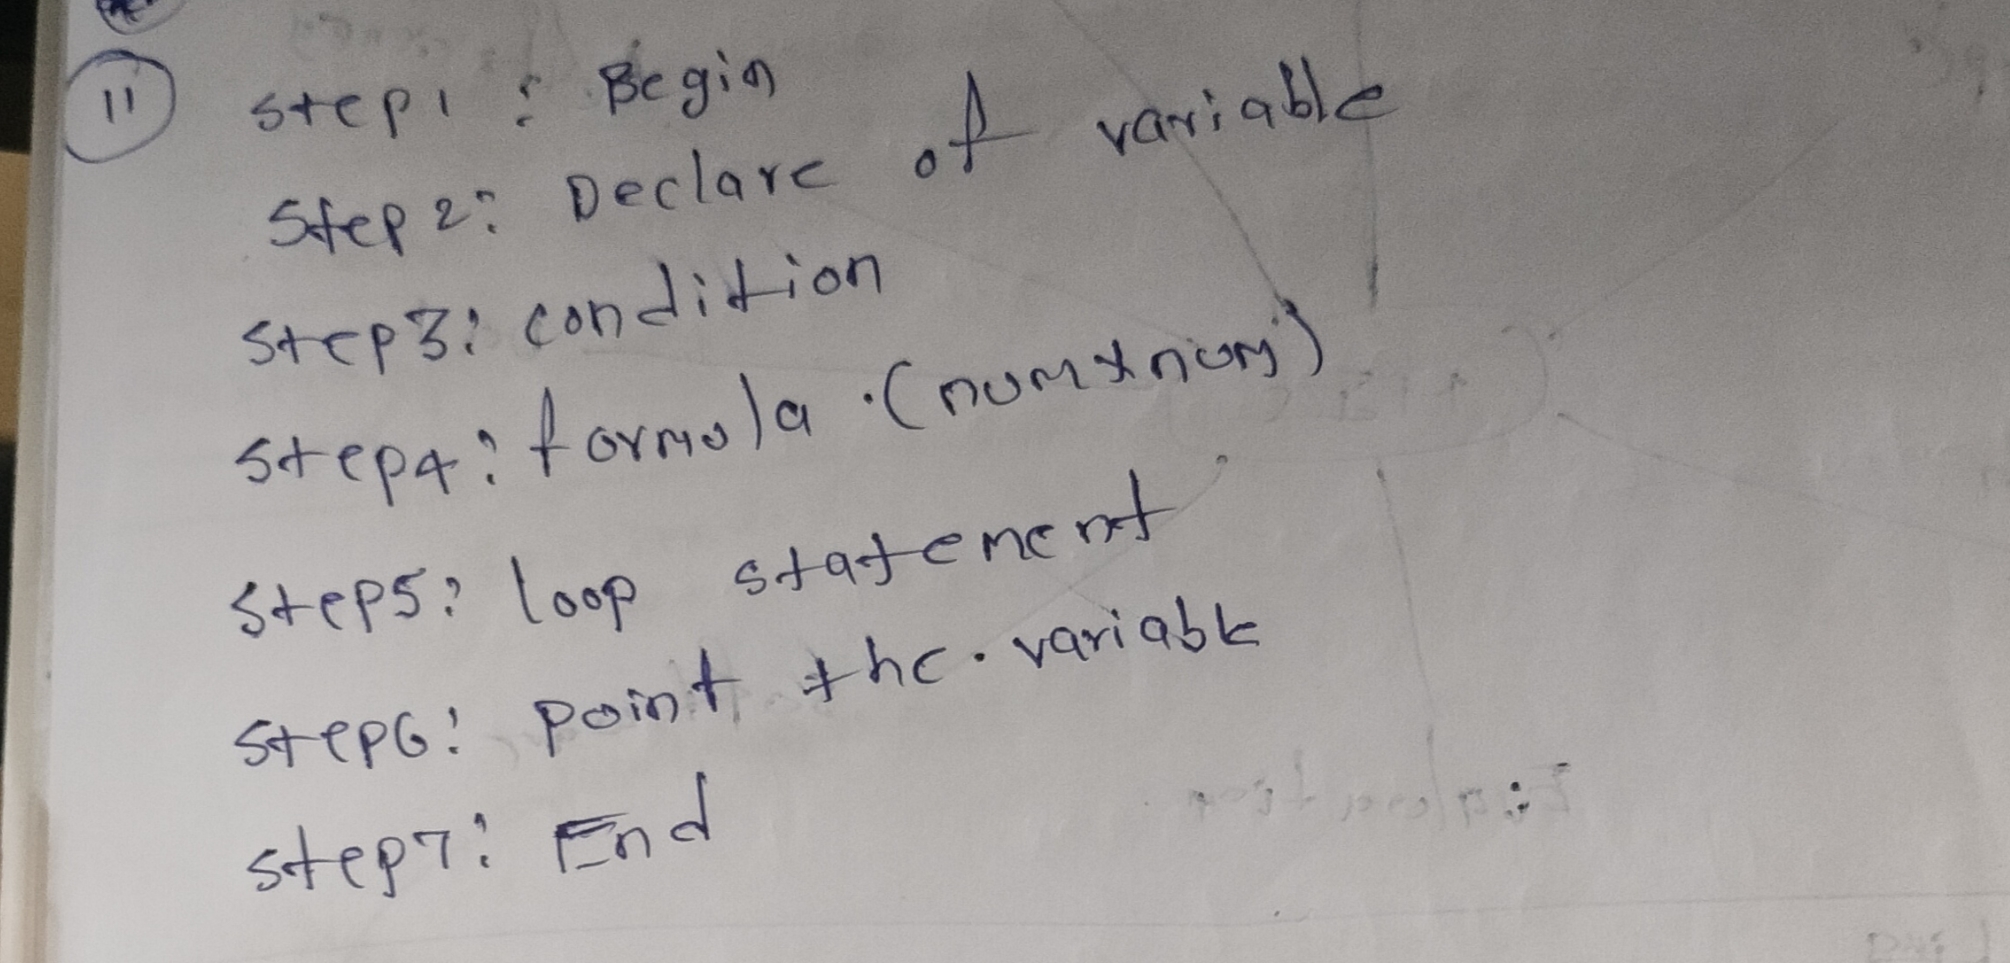 11 step1 : Begin
Step 2: Declare of variable
step3: condition
step4: formula (num*num)
step5: loop statement
step6: point the variable
step7: End